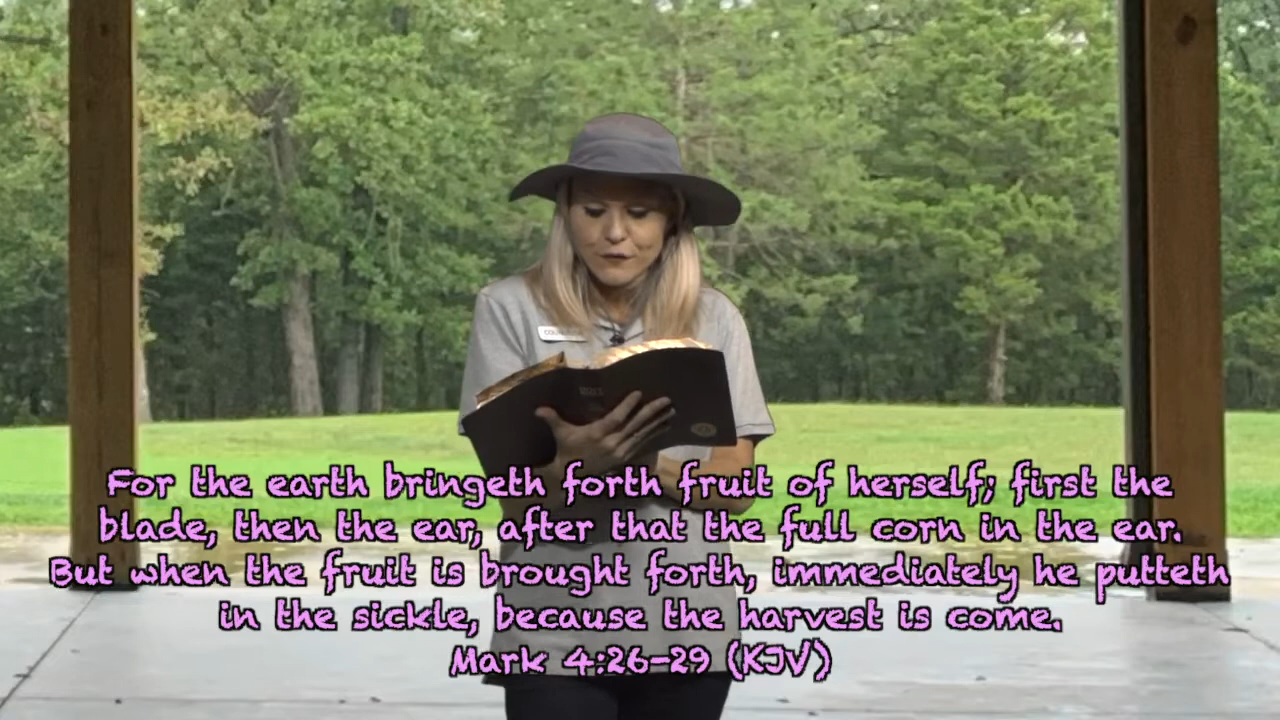 For the earth bringeth forth fruit of herself; first the
blade, then the ear, after that the full corn in the ear.
But when the fruit is brought forth, immediately he putteth
in the sickle, because the harvest is come.
Mark 4:26-29 (KJV)